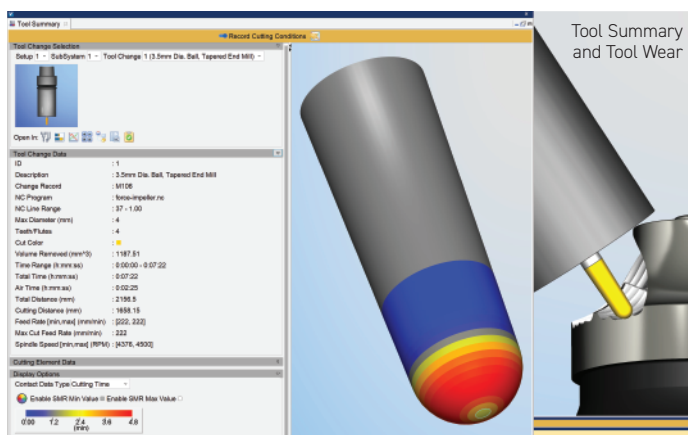 Tool Summary
Record Cutting Conditions
Tool Summary
and Tool Wear
Tool Change Selection
Setup 1 SubSystem 1 Tool Change 1 (3.5mm Dia. Ball, Tapered End Mill)
Open In:
Tool Change Data
ID : 1
Description : 3.5mm Dia. Ball, Tapered End Mill
Change Record : M106
NC Program : force-impeller.nc
NC Line Range : 37 - 1.00
Max Diameter (mm) : 4
Teeth/Flutes : 4
Cut Color :
Volume Removed (mm^3) : 1187.51
Time Range (h:mm:ss) : 0:00:00 - 0:07:22
Total Time (h:mm:ss) : 0:07:22
Air Time (h:mm:ss) : 0:02:25
Total Distance (mm) : 2156.5
Cutting Distance (mm) : 1658.15
Feed Rate [min,max] (mm/min) : [222, 222]
Max Cut Feed Rate (mm/min) : 222
Spindle Speed [min,max] (RPM) : [4378, 4500]
Cutting Element Data
Display Options
Contact Data Type: Cutting Time
Enable SMR Min Value Enable SMR Max Value
0.00 1.2 2.4 3.6 4.8
(min)